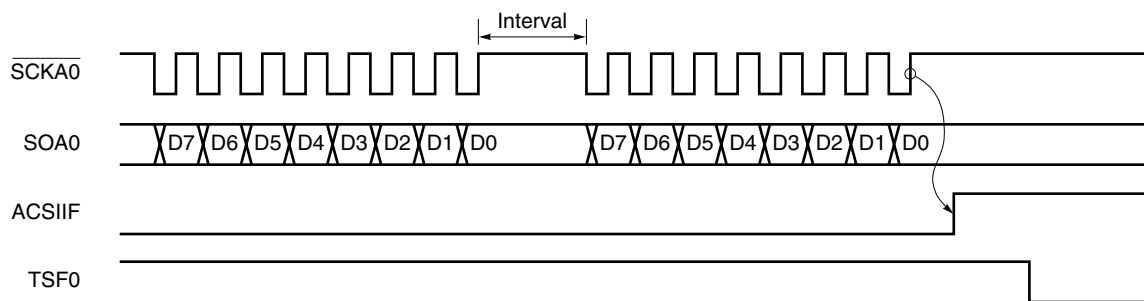 Interval
SCKA0
SOA0 D7 D6 D5 D4 D3 D2 D1 D0 D7 D6 D5 D4 D3 D2 D1 D0
ACSIIF
TSF0